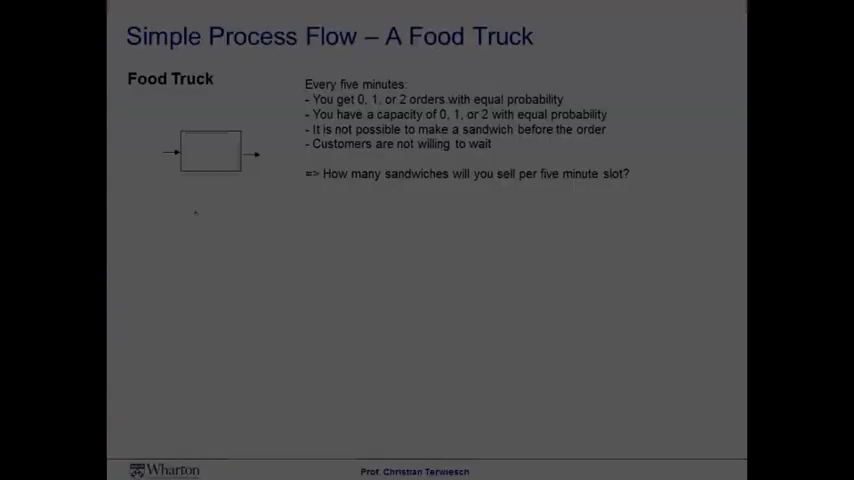 Simple Process Flow – A Food Truck
Food Truck
Every five minutes:
- You get 0, 1, or 2 orders with equal probability
- You have a capacity of 0, 1, or 2 with equal probability
- It is not possible to make a sandwich before the order
- Customers are not willing to wait
=> How many sandwiches will you sell per five minute slot?
Wharton
Prof. Christian Terwiesch